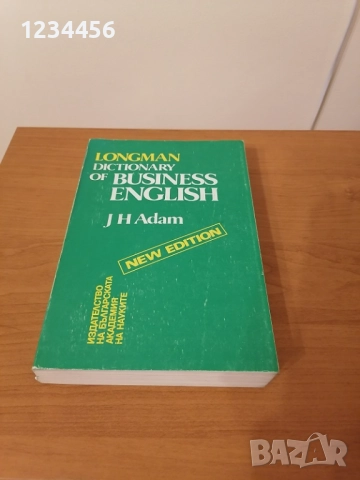 1234456
LONGMAN
DICTIONARY
OF BUSINESS
ENGLISH
J H Adam
NEW EDITION
ИЗДАТЕЛСТВО
НА БЪЛГАРСКАТА
АКАДЕМИЯ
НА НАУКИТЕ
BAZAR